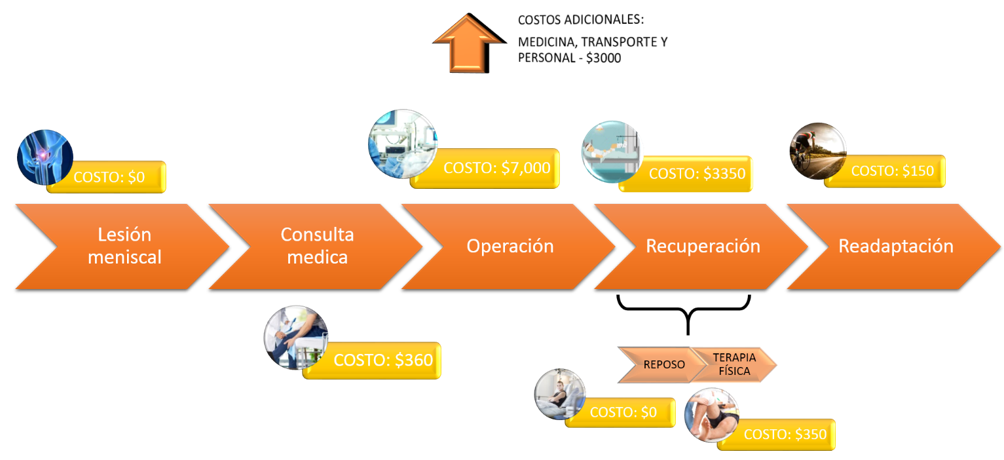 COSTOS ADICIONALES:
MEDICINA, TRANSPORTE Y
PERSONAL - $3000
COSTO: $0
COSTO: $7,000
COSTO: $3350
COSTO: $150
Lesión
meniscal
Consulta
medica
Operación
Recuperación
Readaptación
COSTO: $360
REPOSO
TERAPIA
FÍSICA
COSTO: $0
COSTO: $350